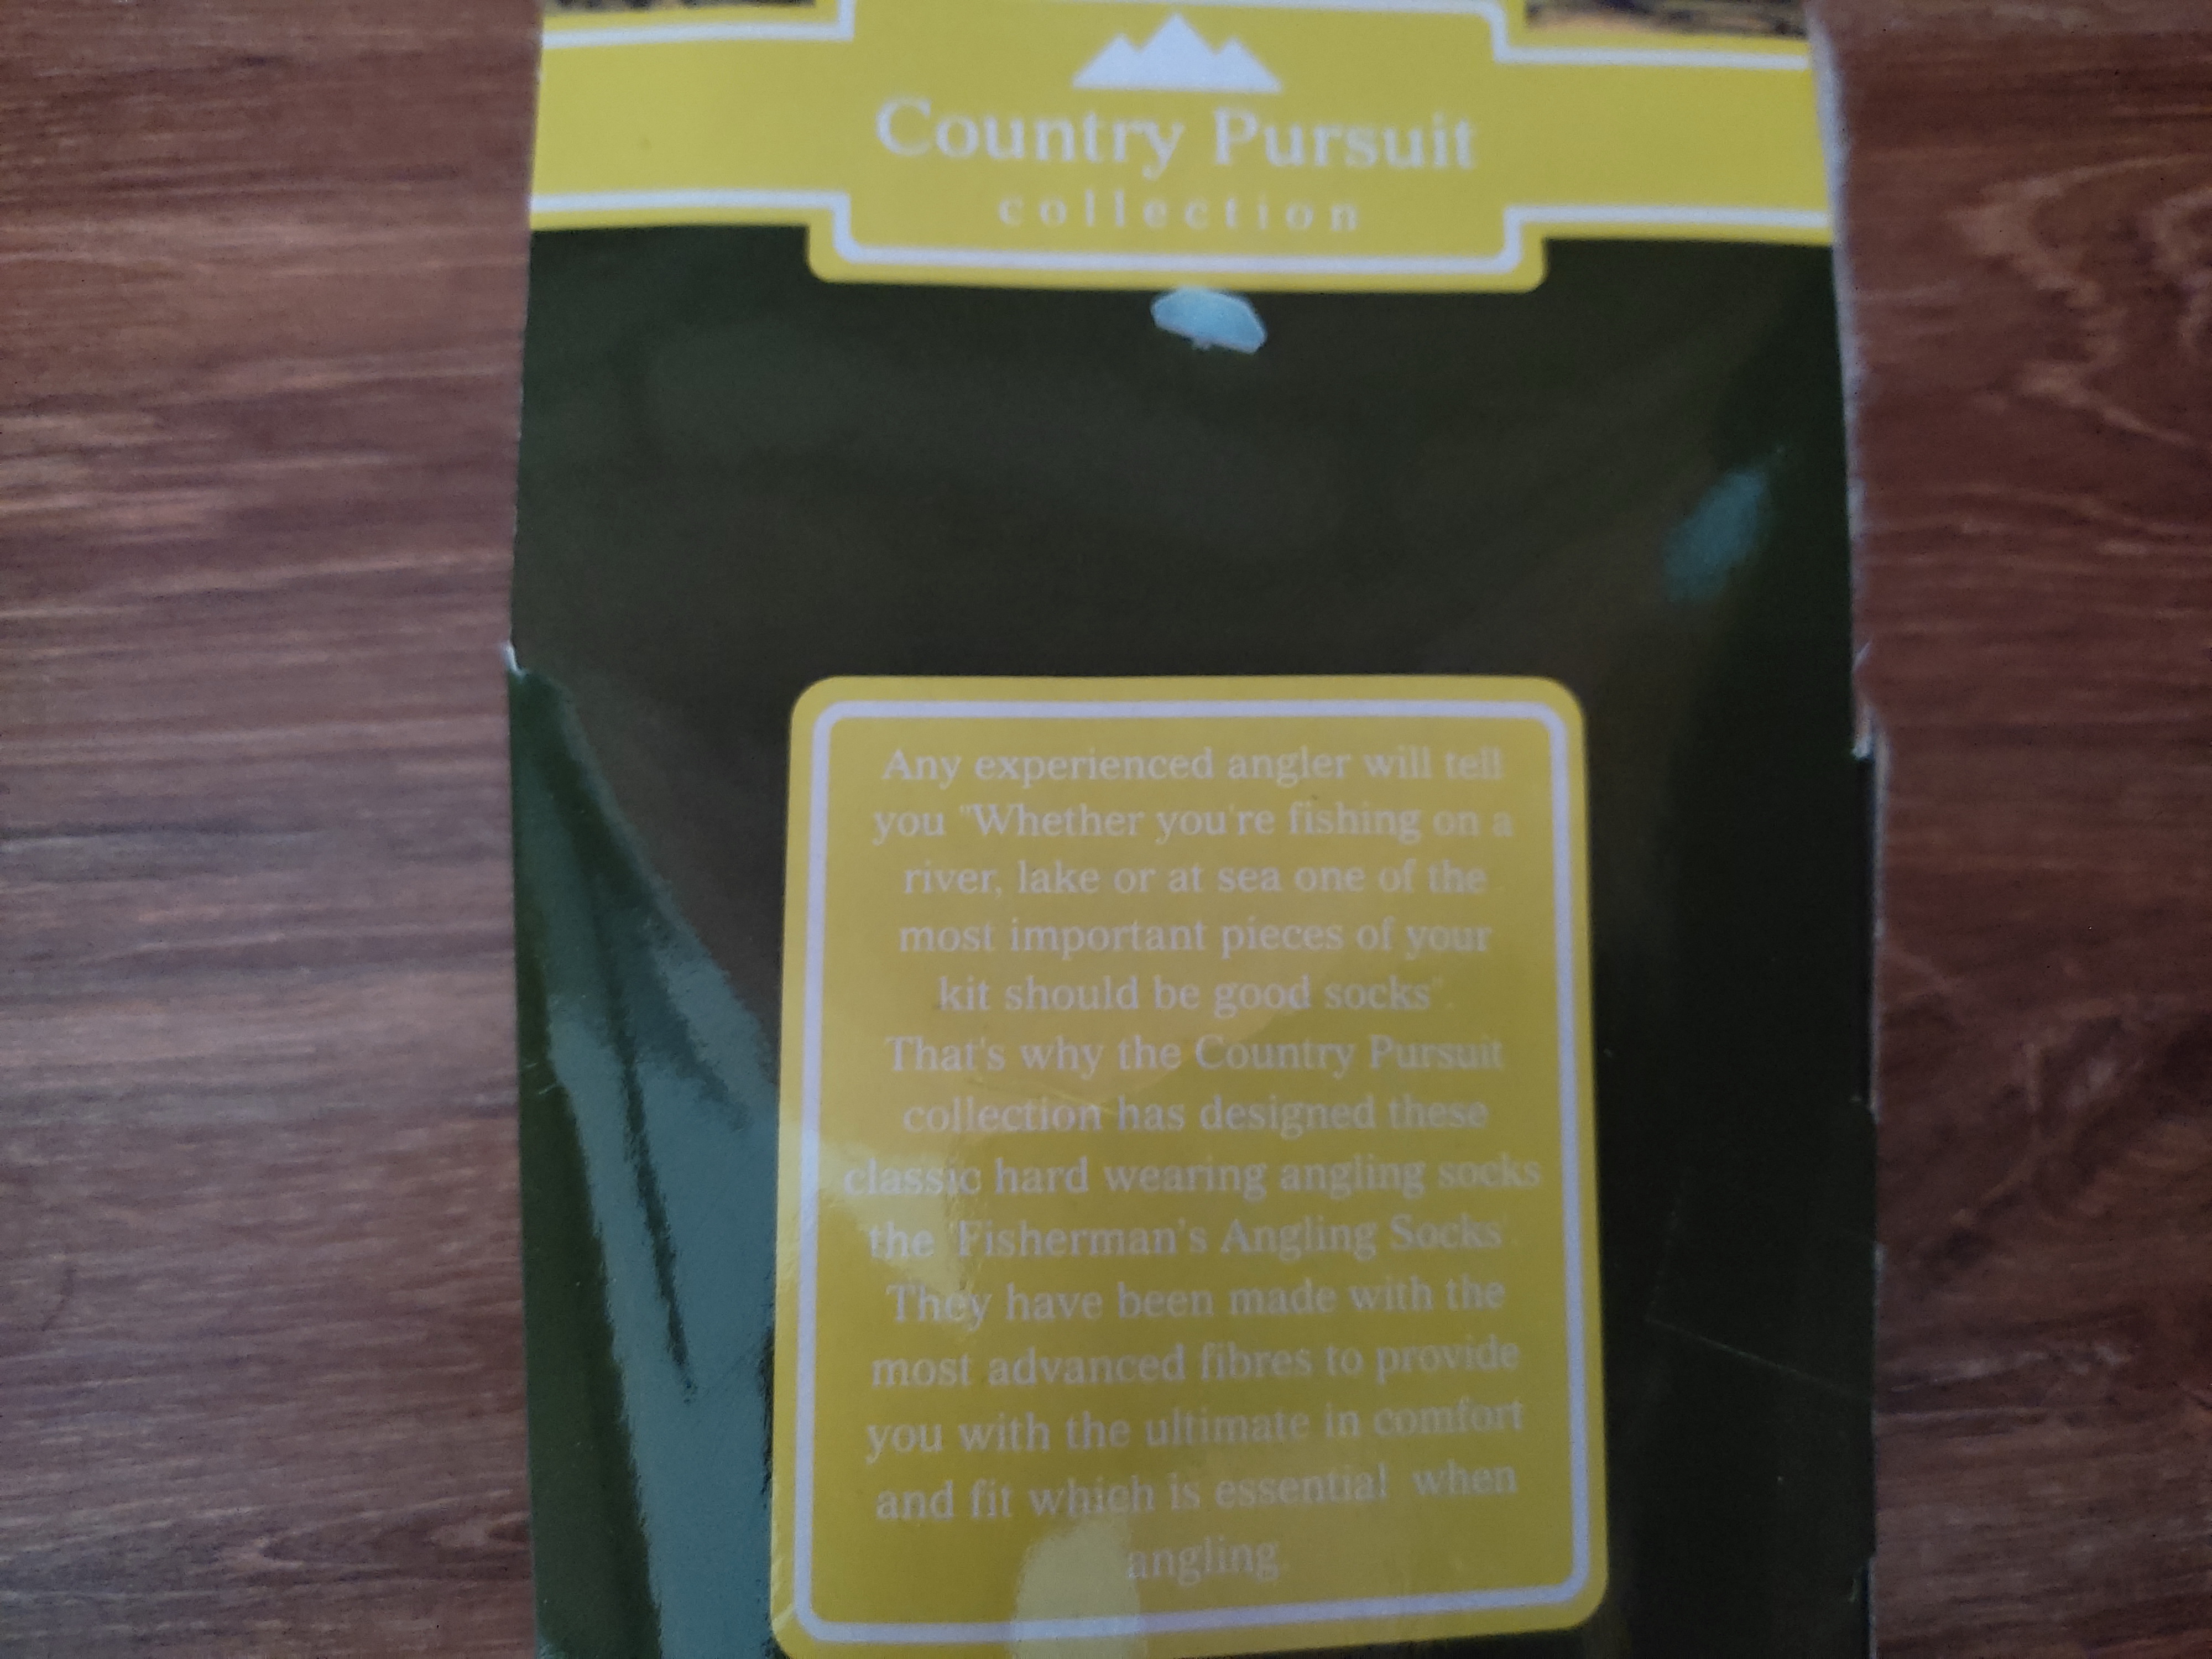 Country Pursuit
collection
Any experienced angler will tell
you "Whether you're fishing on a
river, lake or at sea one of the
most important pieces of your
kit should be good socks".
That's why the Country Pursuit
collection has designed these
classic hard wearing angling socks
the 'Fisherman's Angling Socks'.
They have been made with the
most advanced fibres to provide
you with the ultimate in comfort
and fit which is essential when
angling.